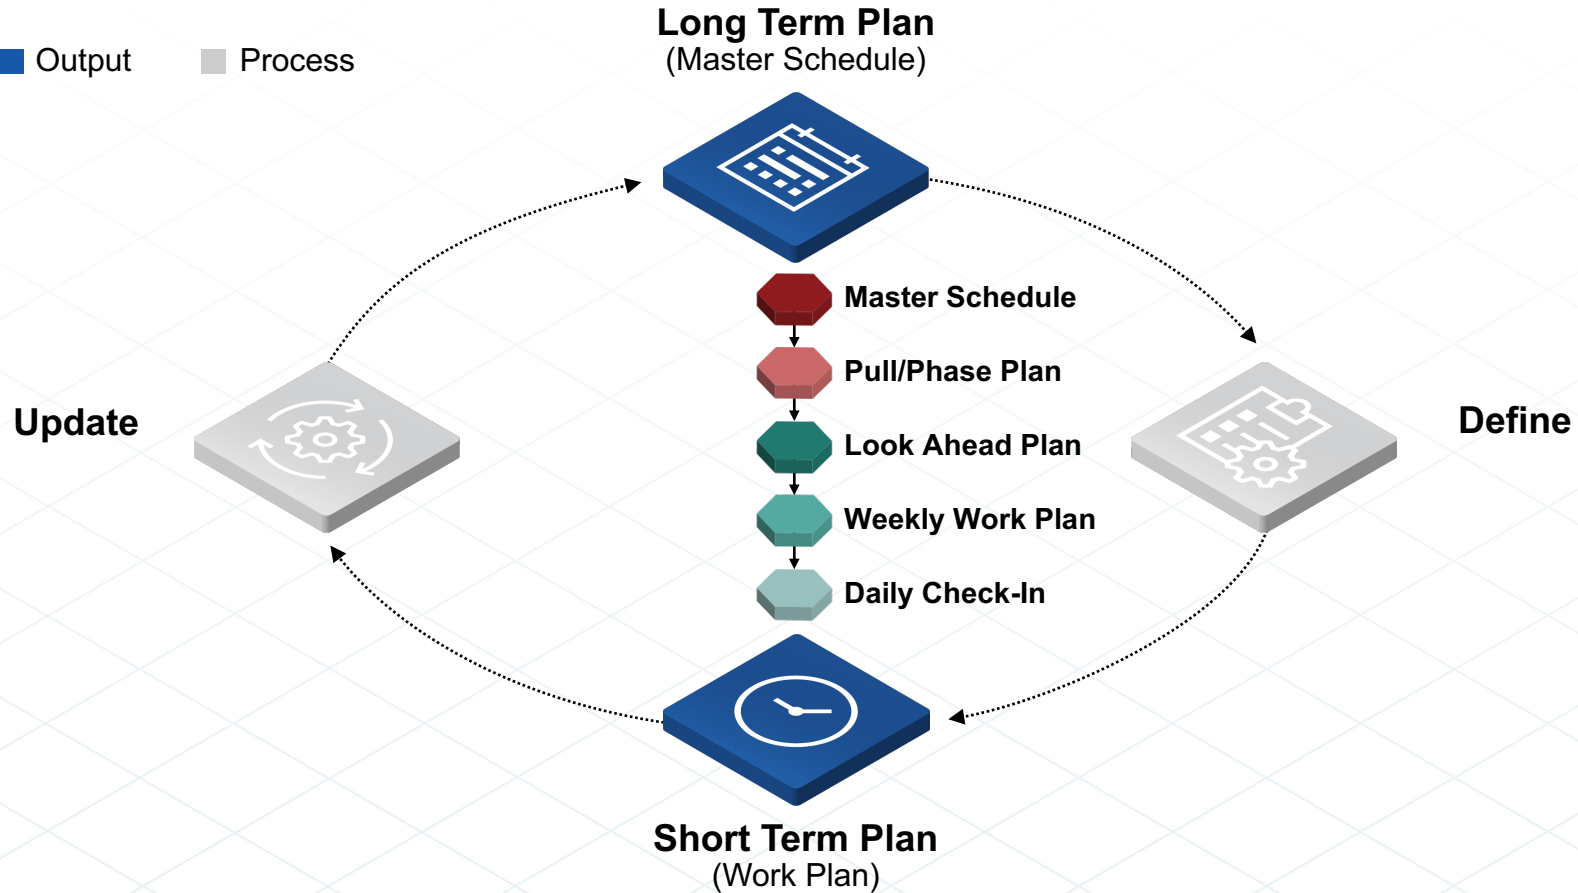 Long Term Plan
(Master Schedule)
Output
Process
Master Schedule
Pull/Phase Plan
Update
Define
Look Ahead Plan
Weekly Work Plan
Daily Check-In
Short Term Plan
(Work Plan)